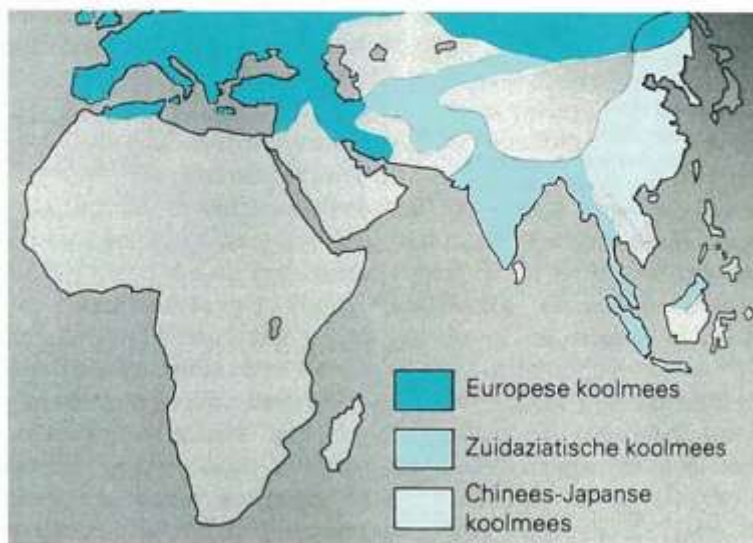 Europese koolmees
Zuidaziatische koolmees
Chinees-Japanse
koolmees